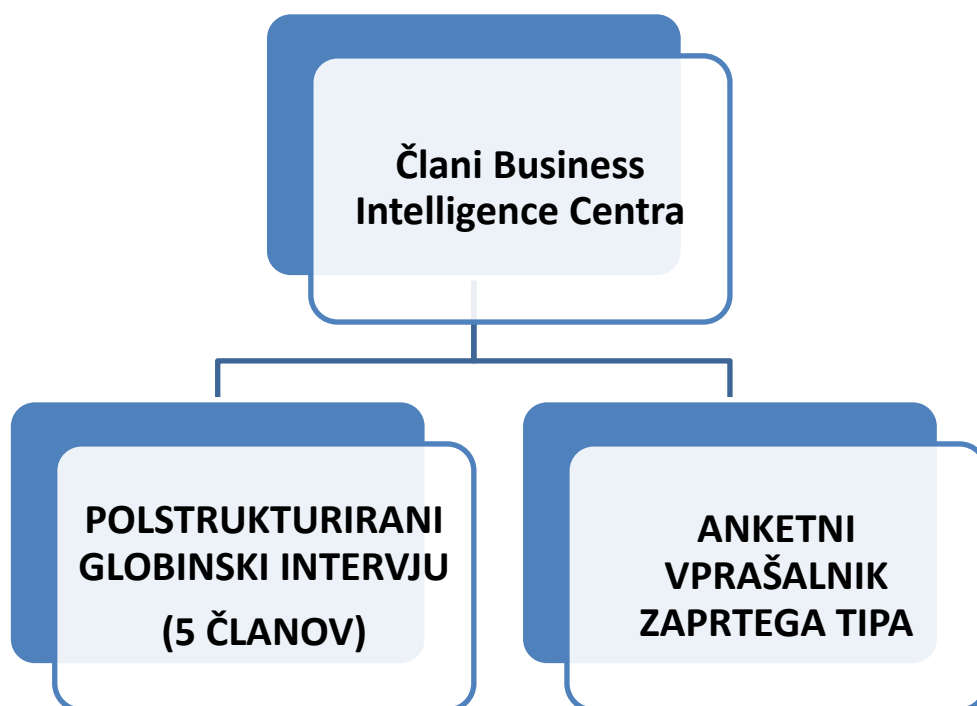 Člani Business
Intelligence Centra
POLSTRUKTURIRANI
GLOBINSKI INTERVJU
(5 ČLANOV)
ANKETNI
VPRAŠALNIK
ZAPRTEGA TIPA